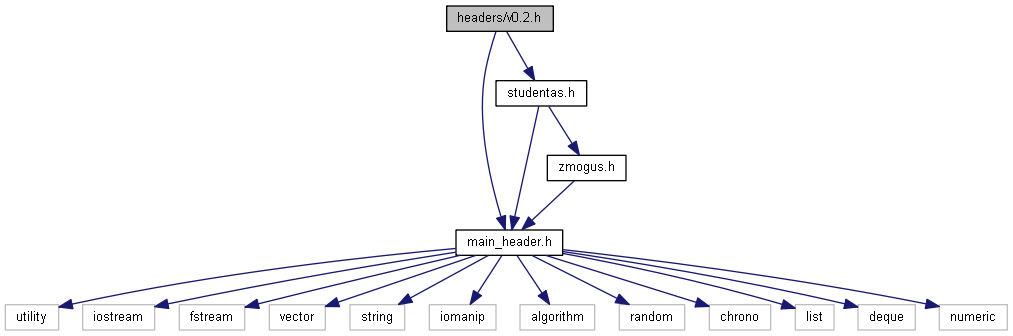 headers/v0.2.h
studentas.h
zmogus.h
main_header.h
utility
iostream
fstream
vector
string
iomanip
algorithm
random
chrono
list
deque
numeric